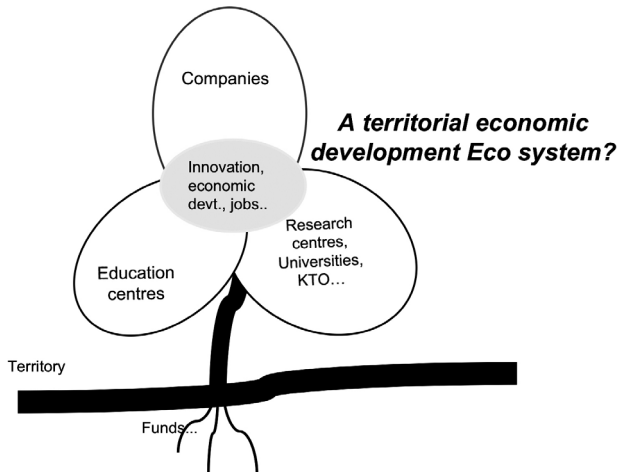 Companies
A territorial economic
development Eco system?
Innovation,
economic
devt., jobs..
Research
centres,
Universities,
KTO...
Education
centres
Territory
Funds...